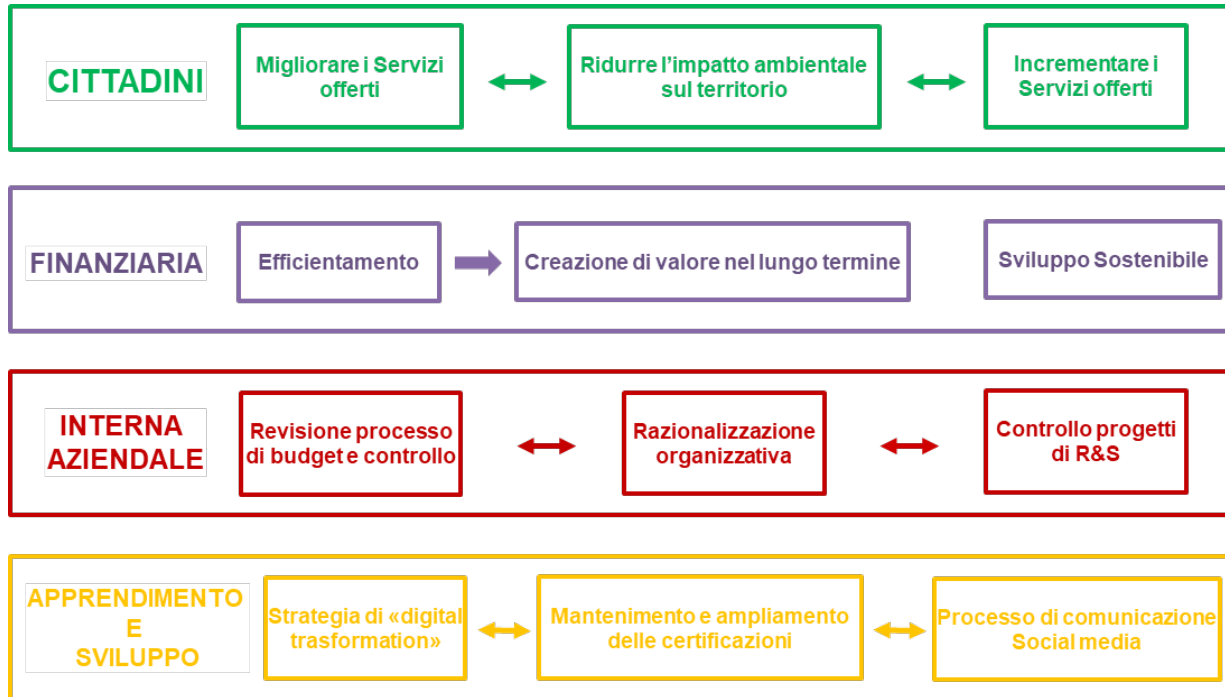 CITTADINI
Migliorare i Servizi
offerti
Ridurre l'impatto ambientale
sul territorio
Incrementare i
Servizi offerti
FINANZIARIA
Efficientamento
Creazione di valore nel lungo termine
Sviluppo Sostenibile
INTERNA
AZIENDALE
Revisione processo
di budget e controllo
Razionalizzazione
organizzativa
Controllo progetti
di R&S
APPRENDIMENTO
E
SVILUPPO
Strategia di «digital
trasformation»
Mantenimento e ampliamento
delle certificazioni
Processo di comunicazione
Social media